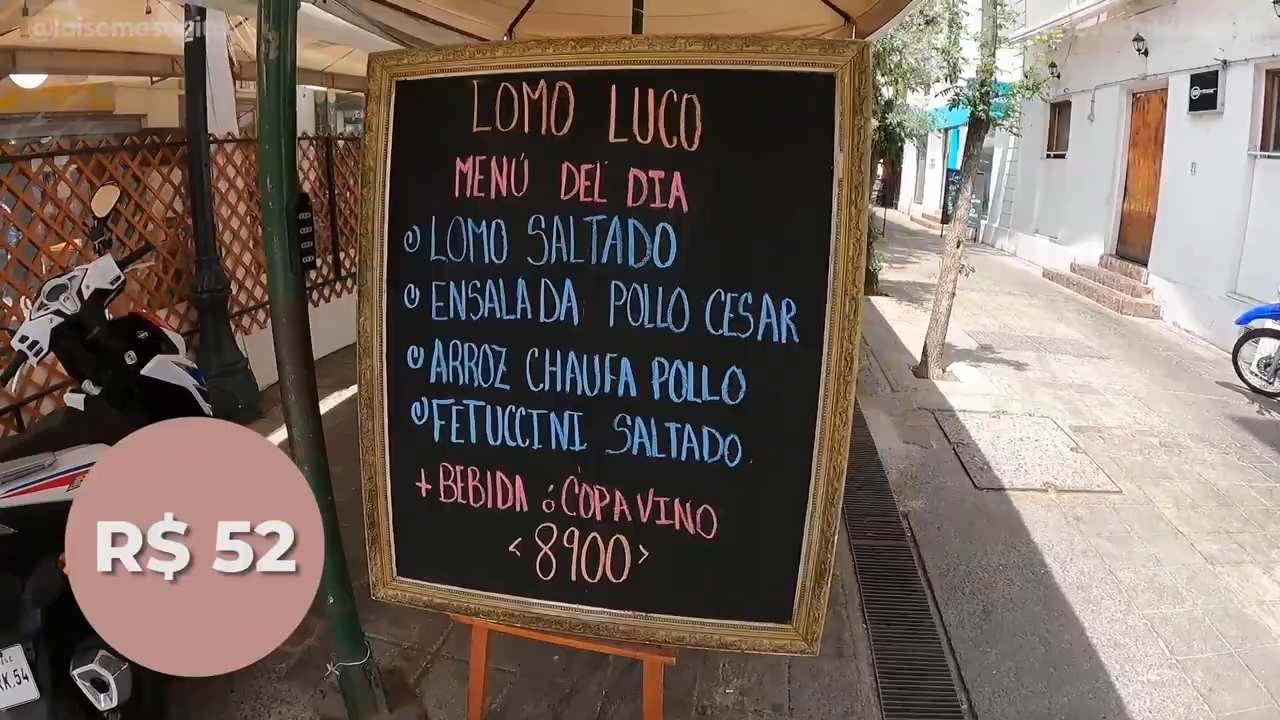 LOMO LUCO
MENÚ DEL DIA
LOMO SALTADO
ENSALADA POLLO CESAR
ARROZ CHAUFA POLLO
FETUCCINI SALTADO
+ BEBIDA ó COPA VINO
<8900>
R$ 52